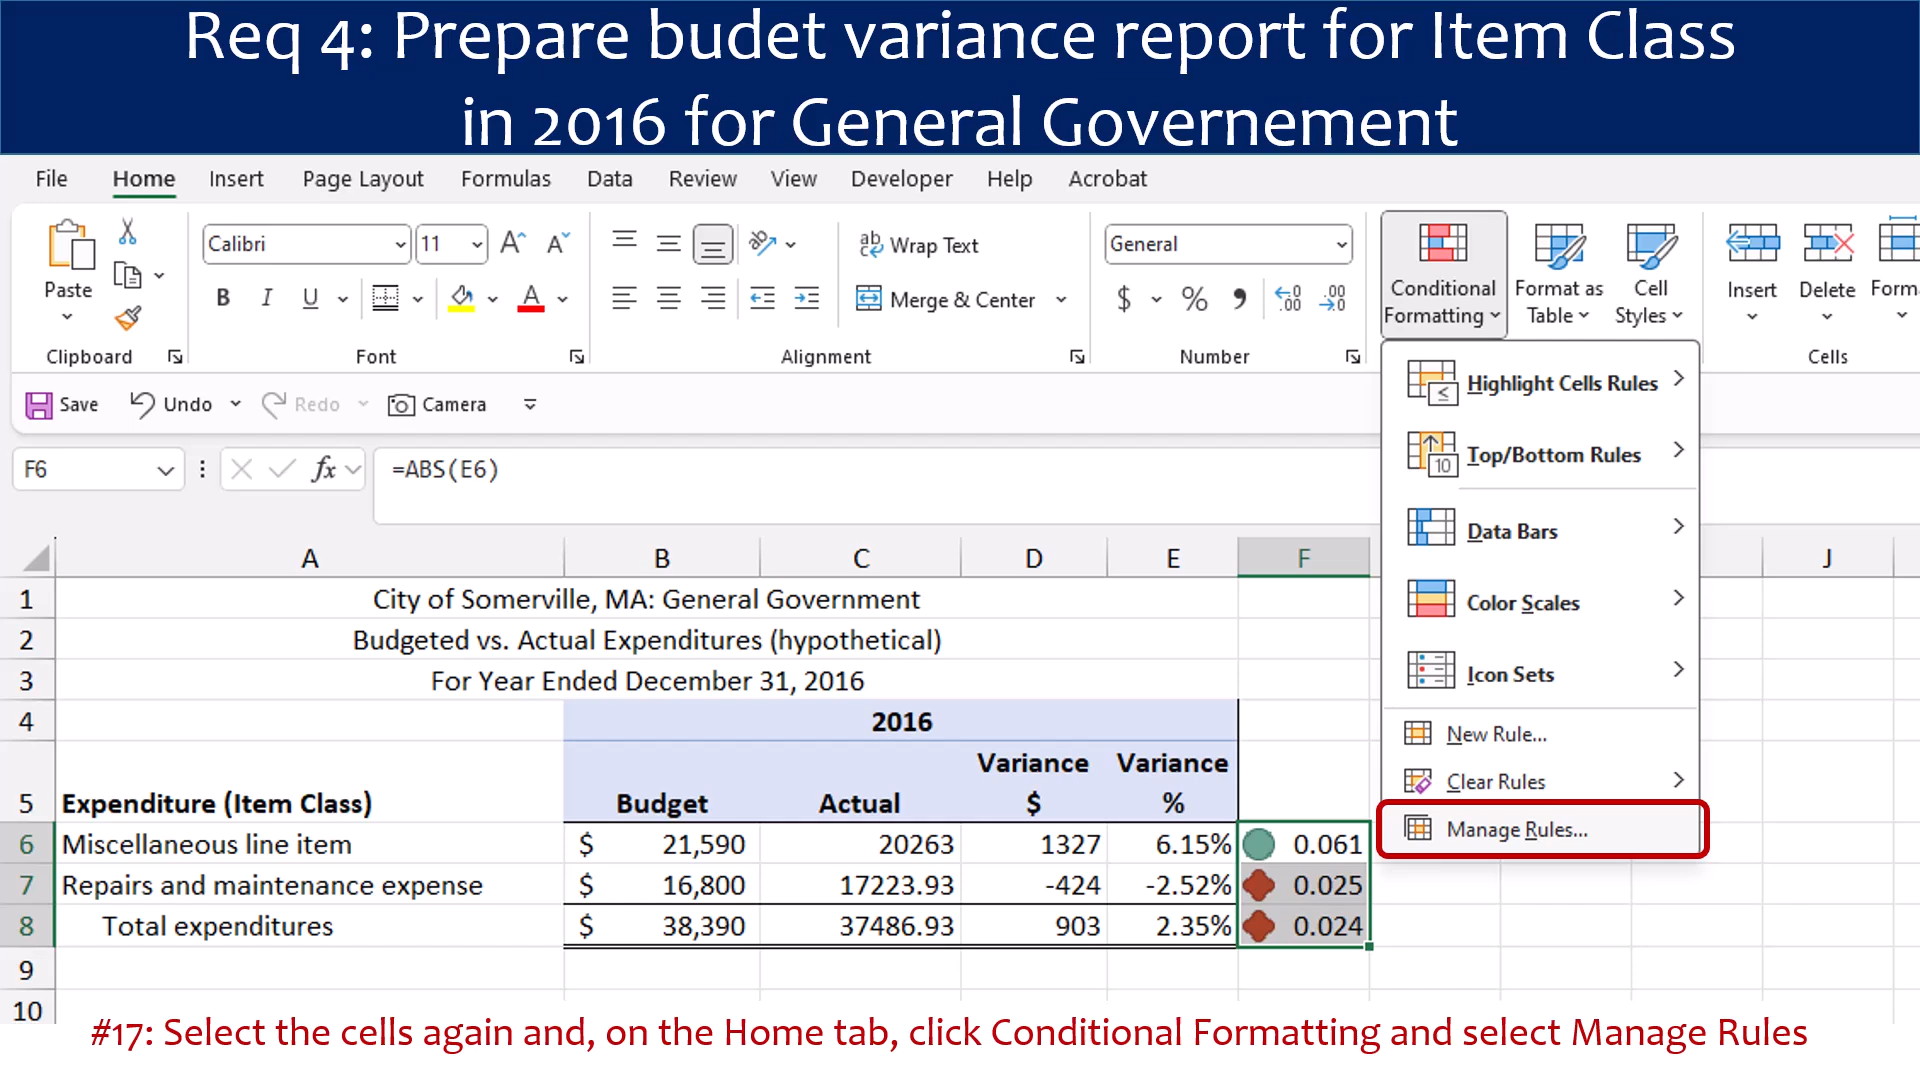 Req 4: Prepare budet variance report for Item Class
in 2016 for General Governement
File Home Insert Page Layout Formulas Data Review View Developer Help Acrobat
Calibri 11 ab Wrap Text General
Paste B I U A Merge & Center $ % Conditional Formatting Format as Table Cell Styles Insert Delete Form
Clipboard Font Alignment Number Cells
Save Undo Redo Camera
Highlight Cells Rules
Top/Bottom Rules
Data Bars
Color Scales
Icon Sets
New Rule...
Clear Rules
Manage Rules...
F6 fx =ABS(E6)
A B C D E F J
1 City of Somerville, MA: General Government
2 Budgeted vs. Actual Expenditures (hypothetical)
3 For Year Ended December 31, 2016
4 2016
Variance Variance
5 Expenditure (Item Class) Budget Actual $ %
6 Miscellaneous line item $ 21,590 20263 1327 6.15% 0.061
7 Repairs and maintenance expense $ 16,800 17223.93 -424 -2.52% 0.025
8 Total expenditures $ 38,390 37486.93 903 2.35% 0.024
9
10
#17: Select the cells again and, on the Home tab, click Conditional Formatting and select Manage Rules